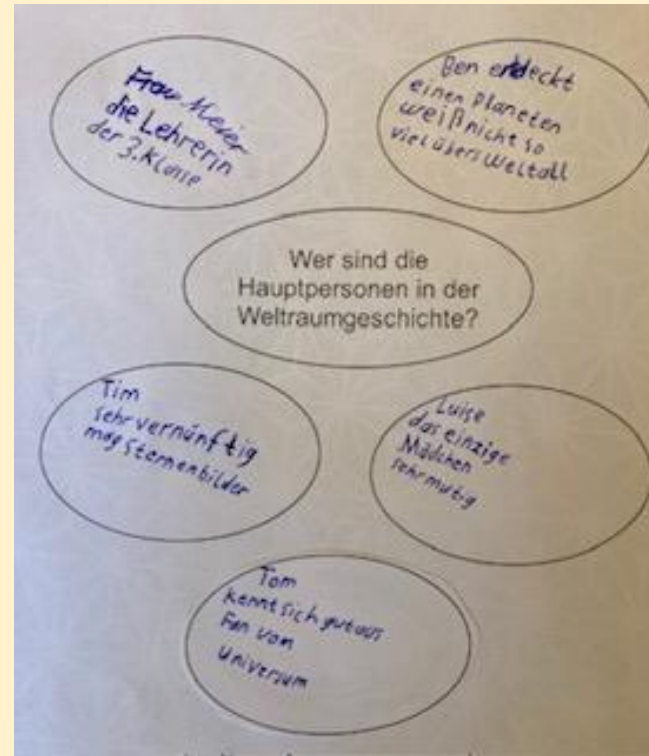 Frau Meier
die Lehrerin
der 3. Klasse
Ben entdeckt
einen Planeten
weiß nicht so
viel übers Weltall
Wer sind die
Hauptpersonen in der
Weltraumgeschichte?
Tim
sehr vernünftig
mag Sternenbilder
Luise
das einzige
Mädchen
sehr mutig
Tom
kennt sich gut aus
Fan vom
Universum